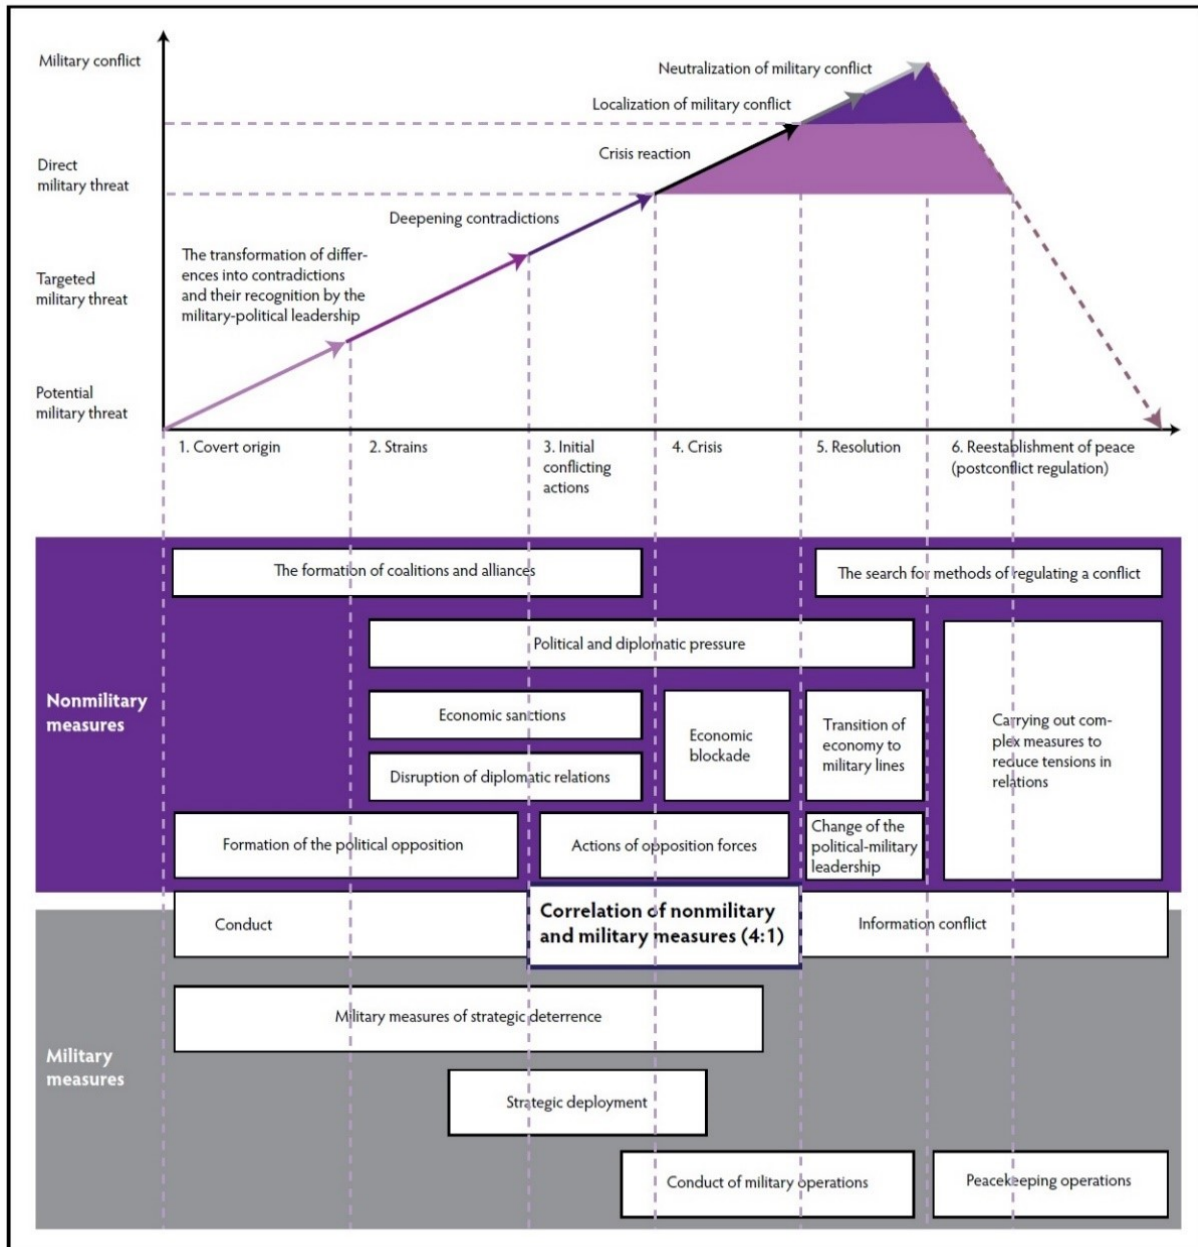 Military conflict
Direct
military threat
Targeted
military threat
Potential
military threat
Neutralization of military conflict
Localization of military conflict
Crisis reaction
Deepening contradictions
The transformation of differ-
ences into contradictions
and their recognition by the
military-political leadership
1. Covert origin
2. Strains
3. Initial
conflicting
actions
4. Crisis
5. Resolution
6. Reestablishment of peace
(postconflict regulation)
Nonmilitary
measures
The formation of coalitions and alliances
The search for methods of regulating a conflict
Political and diplomatic pressure
Economic sanctions
Disruption of diplomatic relations
Economic
blockade
Transition of
economy to
military lines
Carrying out com-
plex measures to
reduce tensions in
relations
Formation of the political opposition
Actions of opposition forces
Change of the
political-military
leadership
Conduct
Correlation of nonmilitary
and military measures (4:1)
Information conflict
Military
measures
Military measures of strategic deterrence
Strategic deployment
Conduct of military operations
Peacekeeping operations